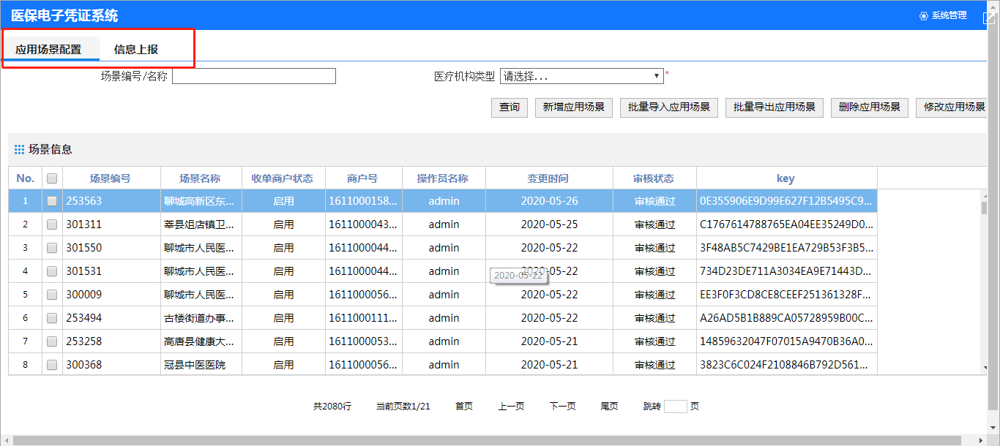 医保电子凭证系统 系统管理
应用场景配置 信息上报
场景编号/名称 医疗机构类型 请选择... *
查询 新增应用场景 批量导入应用场景 批量导出应用场景 删除应用场景 修改应用场景
场景信息
No. 场景编号 场景名称 收单商户状态 商户号 操作员名称 变更时间 审核状态 key
1 253563 聊城高新区东... 启用 1611000158... admin 2020-05-26 审核通过 0E355906E9D99E627F12B5495C9...
2 301311 莘县俎店镇卫... 启用 1611000043... admin 2020-05-25 审核通过 C1767614788765EA04EE35249D0...
3 301550 聊城市人民医... 启用 1611000044... admin 2020-05-22 审核通过 3F48AB5C7429BE1EA729B53F3B5...
4 301531 聊城市人民医... 启用 1611000044... admin 2020-05-22 审核通过 734D23DE711A3034EA9E71443D...
2020-05-22
5 300009 聊城市人民医... 启用 1611000056... admin 2020-05-22 审核通过 EE3F0F3CD8CE8CEEF251361328F...
6 253494 古楼街道办事... 启用 1611000111... admin 2020-05-22 审核通过 A26AD5B1B889CA05728959B00C...
7 253258 高唐县健康大... 启用 1611000053... admin 2020-05-21 审核通过 14859632047F07015A9470B36A0...
8 300368 冠县中医医院 启用 1611000056... admin 2020-05-21 审核通过 3823C6C024F2108846B792D561...
共2080行 当前页数1/21 首页 上一页 下一页 尾页 跳转 页